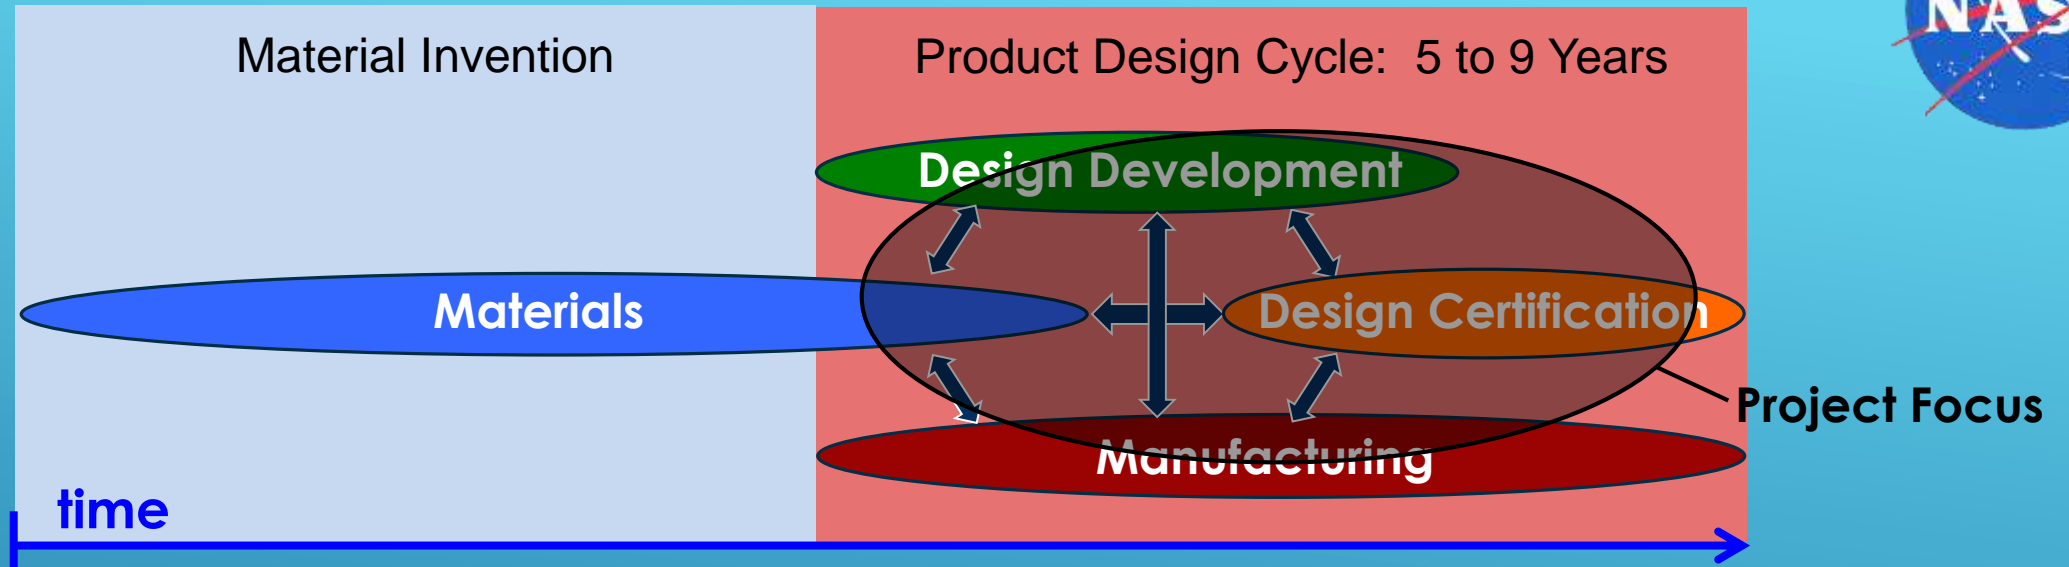 Material Invention
Product Design Cycle: 5 to 9 Years
Design Development
Materials
Design Certification
Project Focus
Manufacturing
time